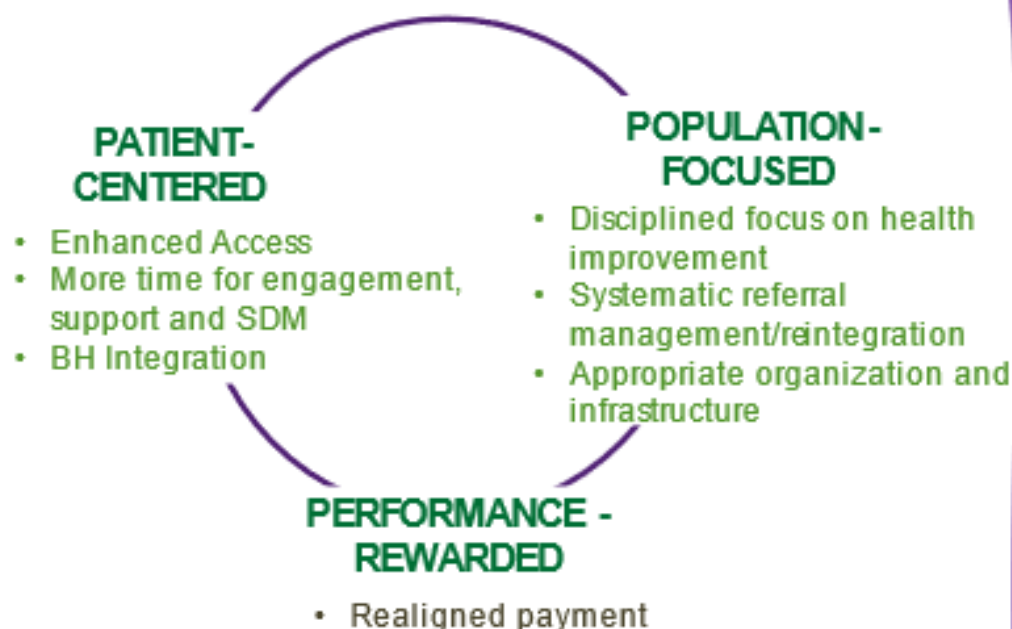 PATIENT-
CENTERED
• Enhanced Access
• More time for engagement,
support and SDM
• BH Integration
POPULATION-
FOCUSED
• Disciplined focus on health
improvement
• Systematic referral
management/reintegration
• Appropriate organization and
infrastructure
PERFORMANCE -
REWARDED
• Realigned payment